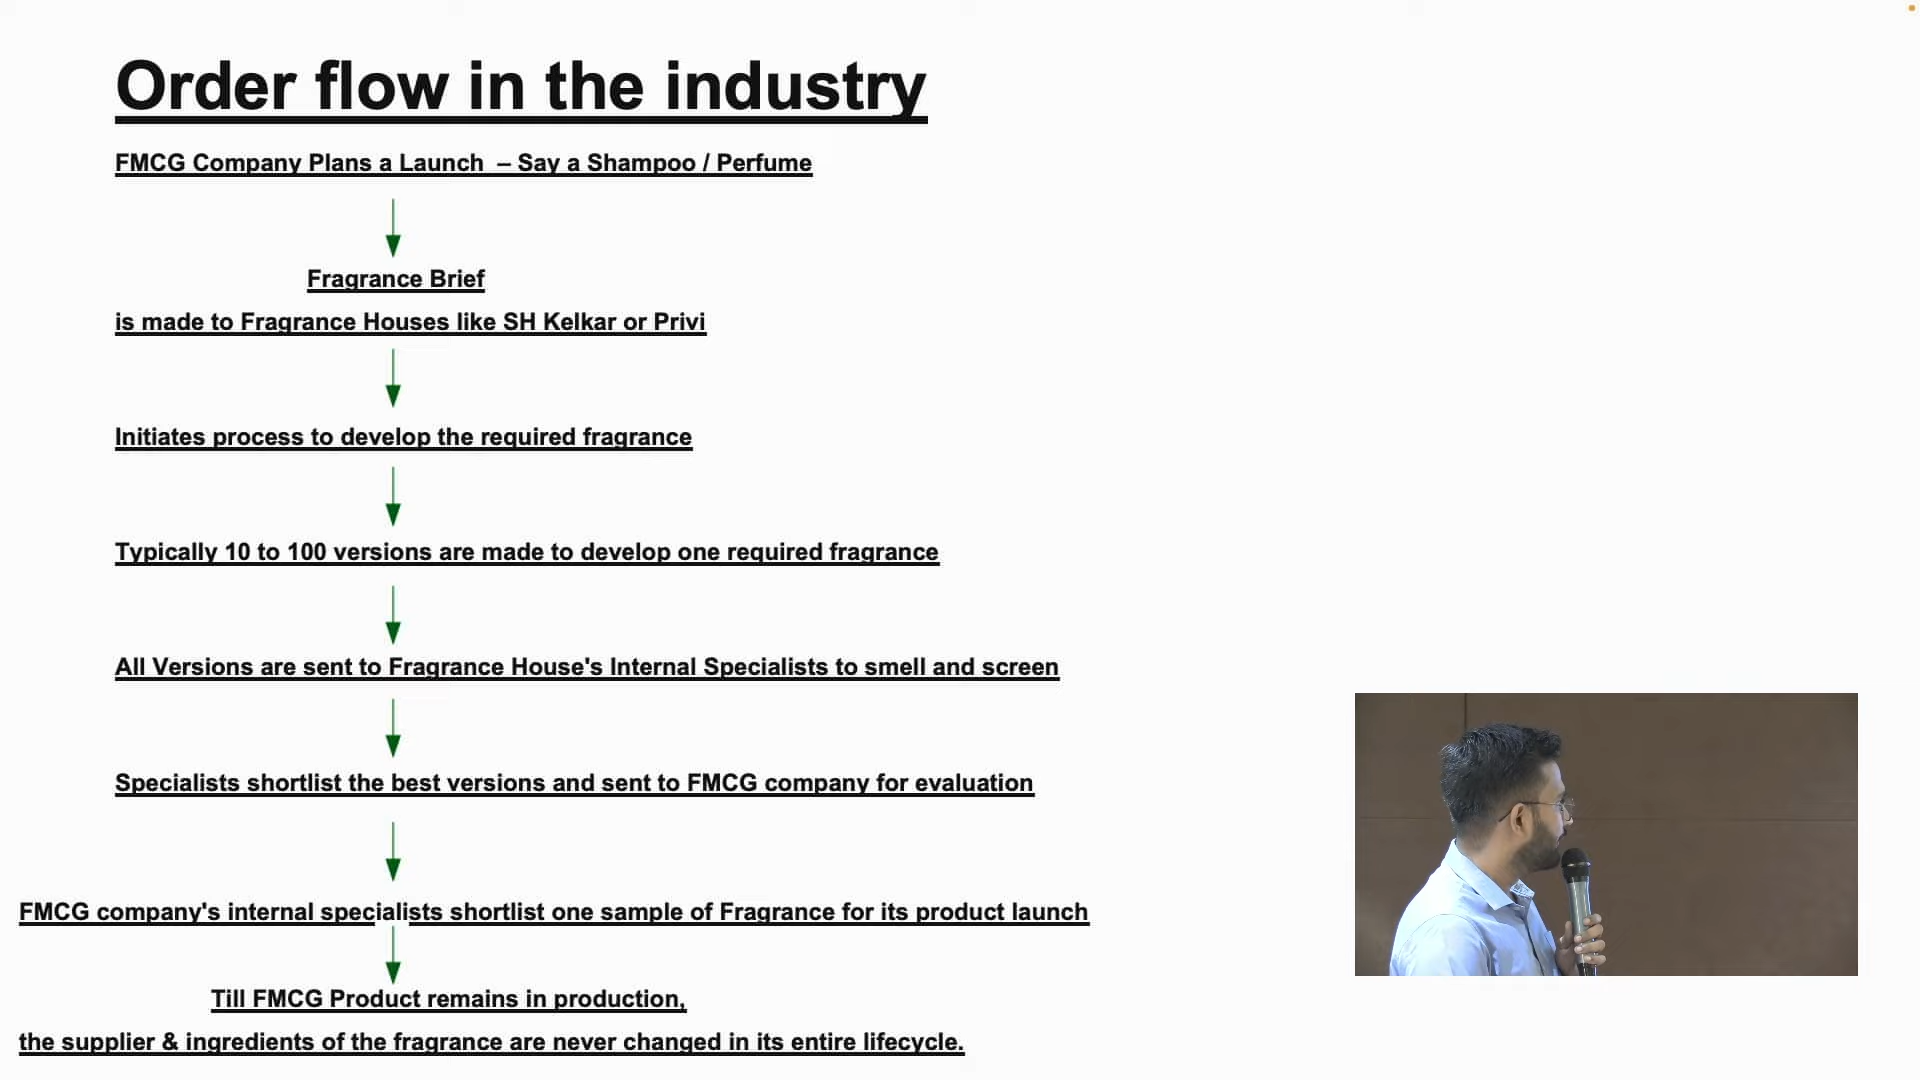 Order flow in the industry
FMCG Company Plans a Launch – Say a Shampoo / Perfume
Fragrance Brief
is made to Fragrance Houses like SH Kelkar or Privi
Initiates process to develop the required fragrance
Typically 10 to 100 versions are made to develop one required fragrance
All Versions are sent to Fragrance House's Internal Specialists to smell and screen
Specialists shortlist the best versions and sent to FMCG company for evaluation
FMCG company's internal specialists shortlist one sample of Fragrance for its product launch
Till FMCG Product remains in production,
the supplier & ingredients of the fragrance are never changed in its entire lifecycle.